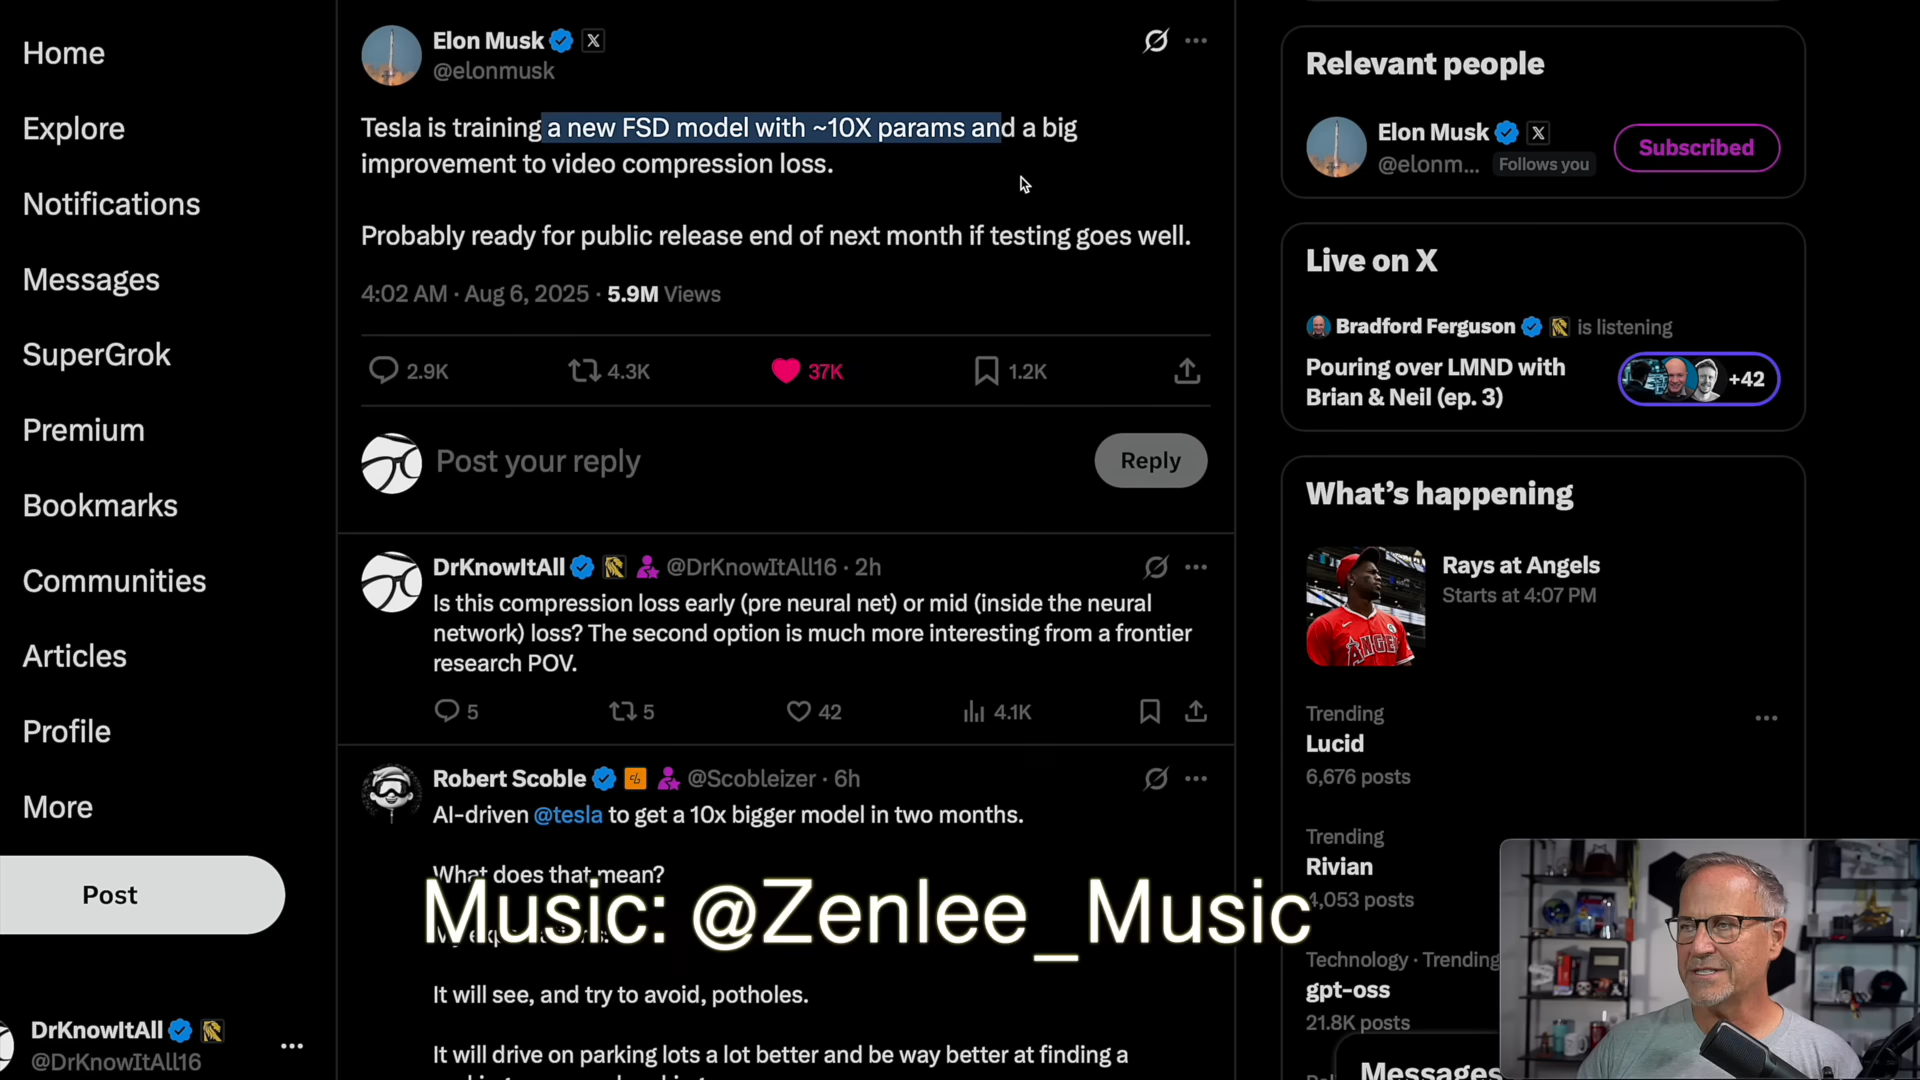 Home
Explore
Notifications
Messages
SuperGrok
Premium
Bookmarks
Communities
Articles
Profile
More
Post
DrKnowItAll
@DrKnowItAll16
Elon Musk
@elonmusk
Tesla is training a new FSD model with ~10X params and a big
improvement to video compression loss.
Probably ready for public release end of next month if testing goes well.
4:02 AM · Aug 6, 2025 · 5.9M Views
2.9K 4.3K 37K 1.2K
Post your reply
Reply
DrKnowItAll @DrKnowItAll16 · 2h
Is this compression loss early (pre neural net) or mid (inside the neural
network) loss? The second option is much more interesting from a frontier
research POV.
5 5 42 4.1K
Robert Scoble @Scobleizer · 6h
AI-driven @tesla to get a 10x bigger model in two months.
What does that mean?
Music: @Zenlee_Music
It will see, and try to avoid, potholes.
It will drive on parking lots a lot better and be way better at finding a
Relevant people
Elon Musk
@elonm... Follows you
Subscribed
Live on X
Bradford Ferguson is listening
Pouring over LMND with
Brian & Neil (ep. 3)
+42
What's happening
Rays at Angels
Starts at 4:07 PM
ANGE
Trending
Lucid
6,676 posts
Trending
Rivian
4,053 posts
Technology · Trending
gpt-oss
21.8K posts
Messages